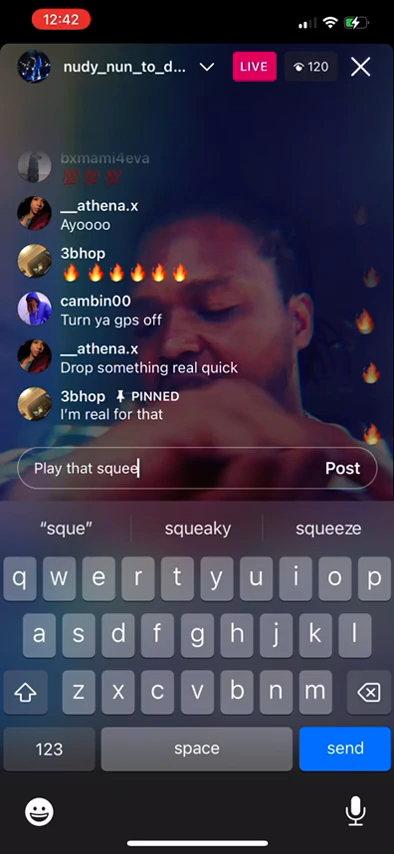 12:42
nudy_nun_to_d...
LIVE
120
bxmami4eva
💯 💯 💯
__athena.x
Ayoooo
3bhop
🔥 🔥 🔥 🔥 🔥 🔥
cambin00
Turn ya gps off
__athena.x
Drop something real quick
3bhop PINNED
I'm real for that
Play that squee
Post
“sque” squeaky squeeze
q w e r t y u i o p
a s d f g h j k l
z x c v b n m
123 space send